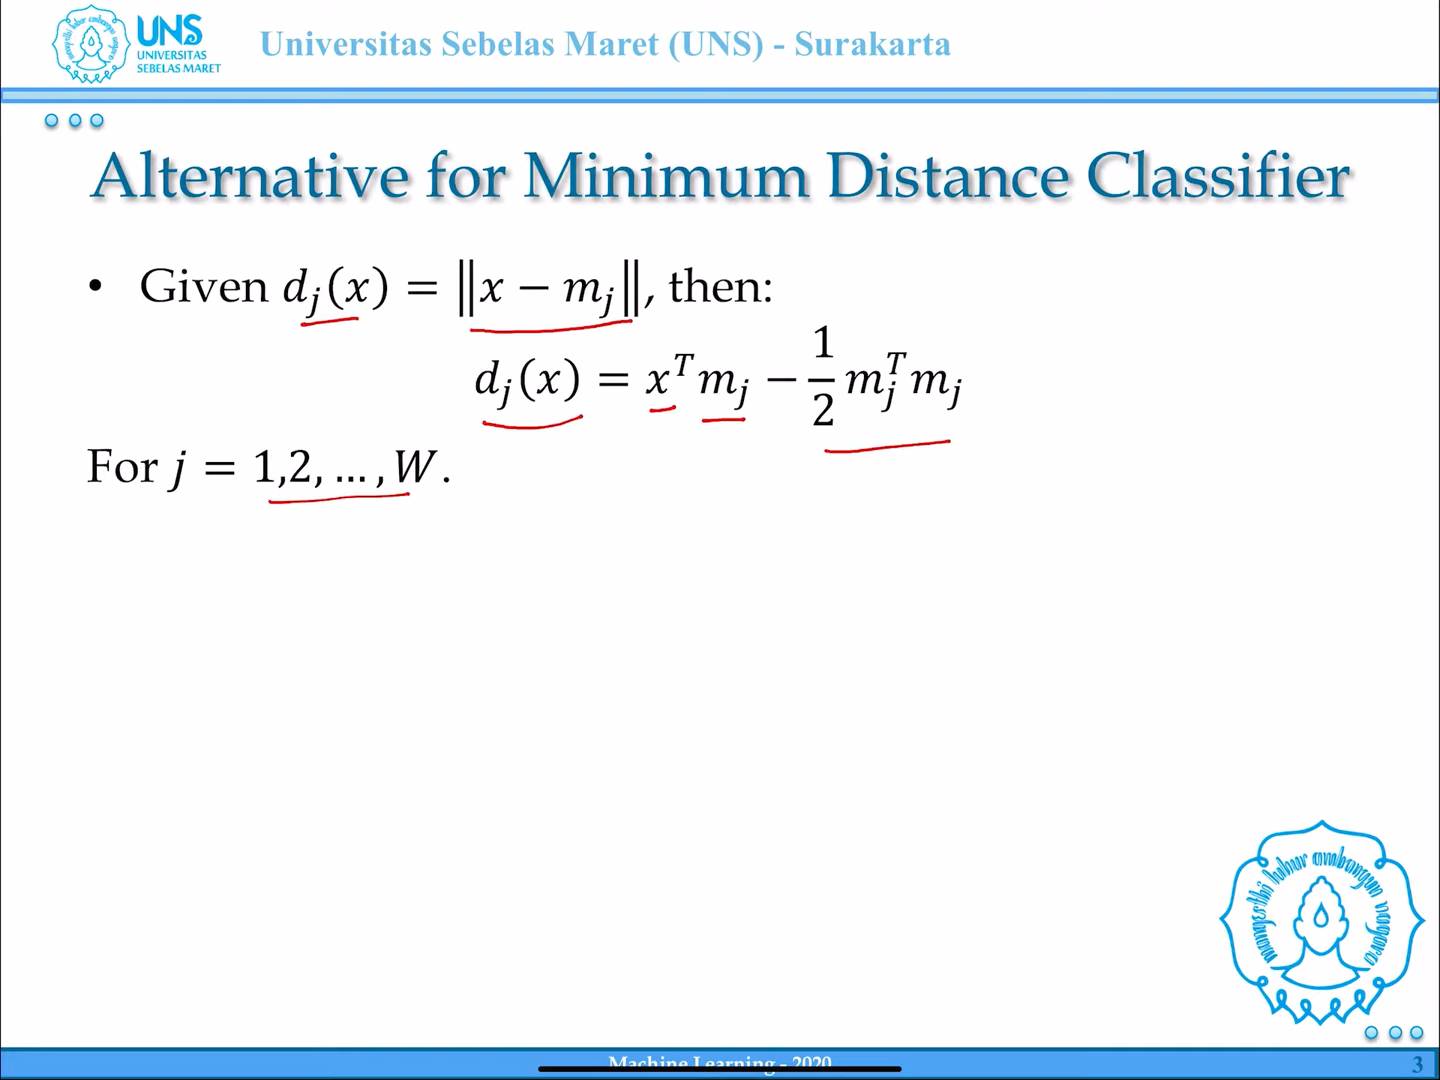 UNS
UNIVERSITAS
SEBELAS MARET
Universitas Sebelas Maret (UNS) - Surakarta
Alternative for Minimum Distance Classifier
• Given d_j(x) = ‖x − m_j‖, then:
d_j(x) = x^T m_j − 1/2 m_j^T m_j
For j = 1,2, … , W.
Machine Learning - 2020
3